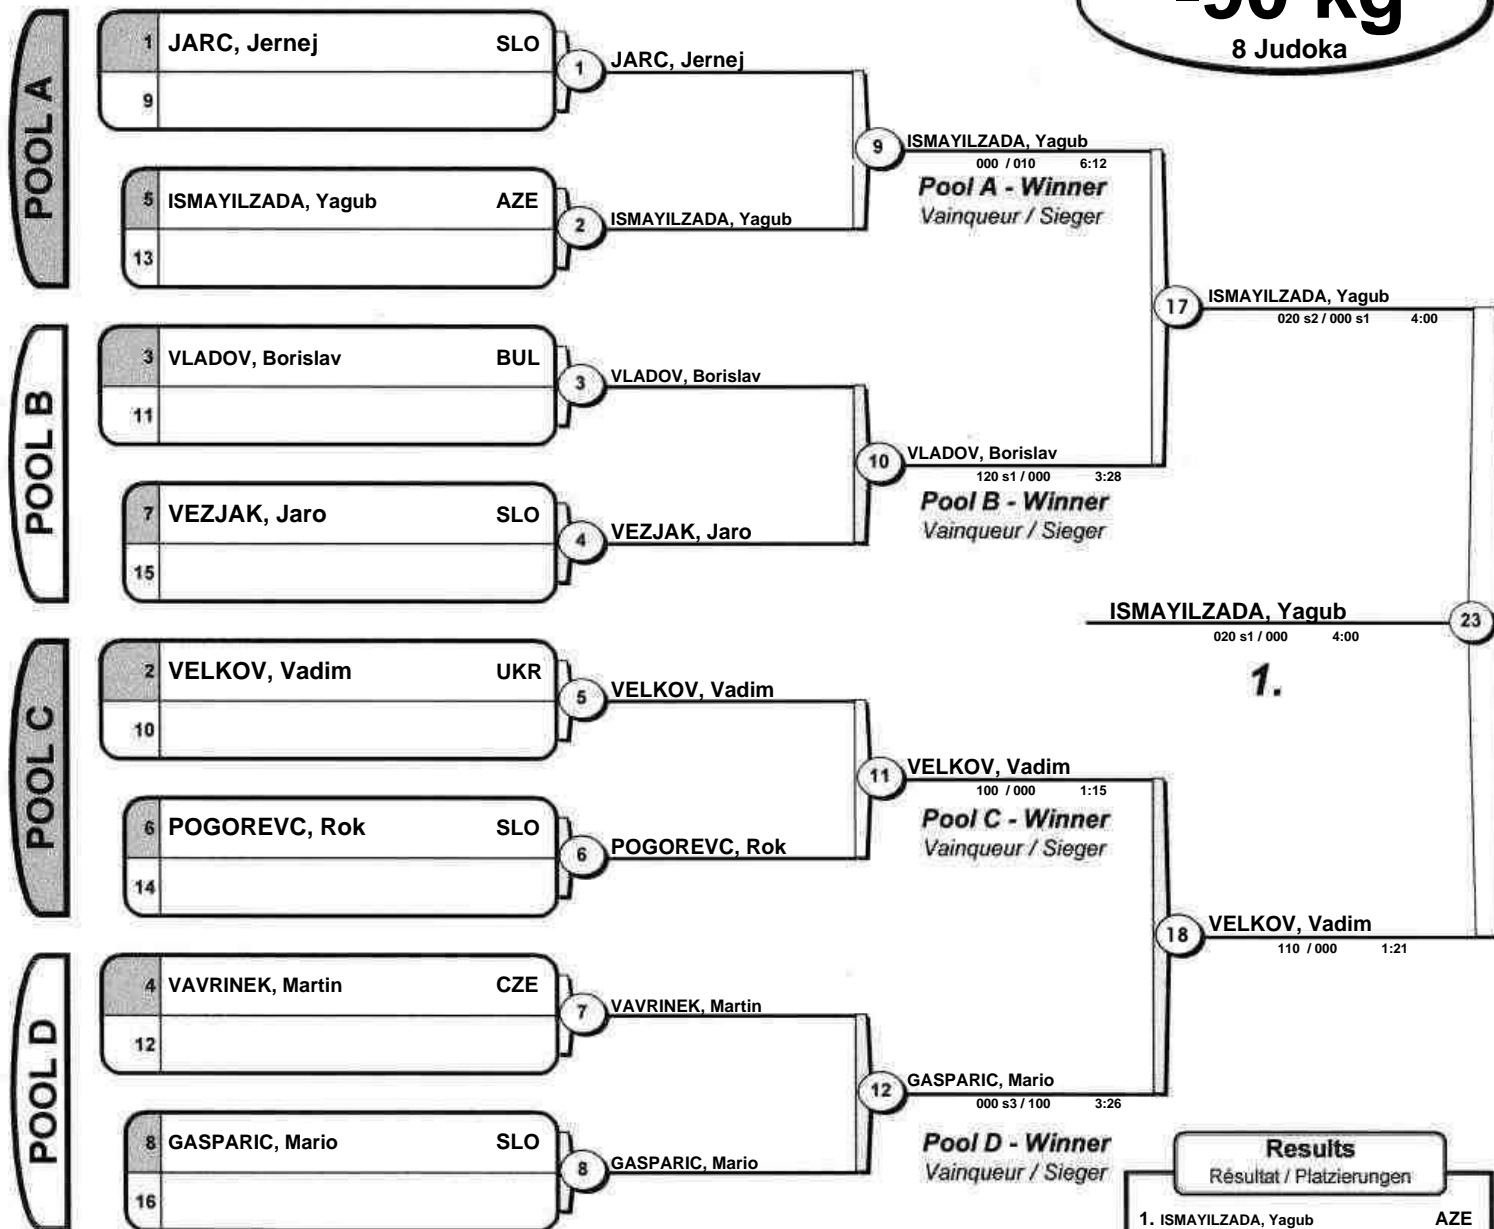 -90 kg
8 Judoka
POOL A
1 JARC, Jernej SLO
9
5 ISMAYILZADA, Yagub AZE
13
1 JARC, Jernej
2 ISMAYILZADA, Yagub
9 ISMAYILZADA, Yagub
000 / 010 6:12
Pool A - Winner
Vainqueur / Sieger
POOL B
3 VLADOV, Borislav BUL
11
7 VEZJAK, Jaro SLO
15
3 VLADOV, Borislav
4 VEZJAK, Jaro
10 VLADOV, Borislav
120 s1 / 000 3:28
Pool B - Winner
Vainqueur / Sieger
17 ISMAYILZADA, Yagub
020 s2 / 000 s1 4:00
ISMAYILZADA, Yagub 23
020 s1 / 000 4:00
1.
POOL C
2 VELKOV, Vadim UKR
10
6 POGOREVC, Rok SLO
14
5 VELKOV, Vadim
6 POGOREVC, Rok
11 VELKOV, Vadim
100 / 000 1:15
Pool C - Winner
Vainqueur / Sieger
18 VELKOV, Vadim
110 / 000 1:21
POOL D
4 VAVRINEK, Martin CZE
12
8 GASPARIC, Mario SLO
16
7 VAVRINEK, Martin
8 GASPARIC, Mario
12 GASPARIC, Mario
000 s3 / 100 3:26
Pool D - Winner
Vainqueur / Sieger
Results
Résultat / Platzierungen
1. ISMAYILZADA, Yagub AZE